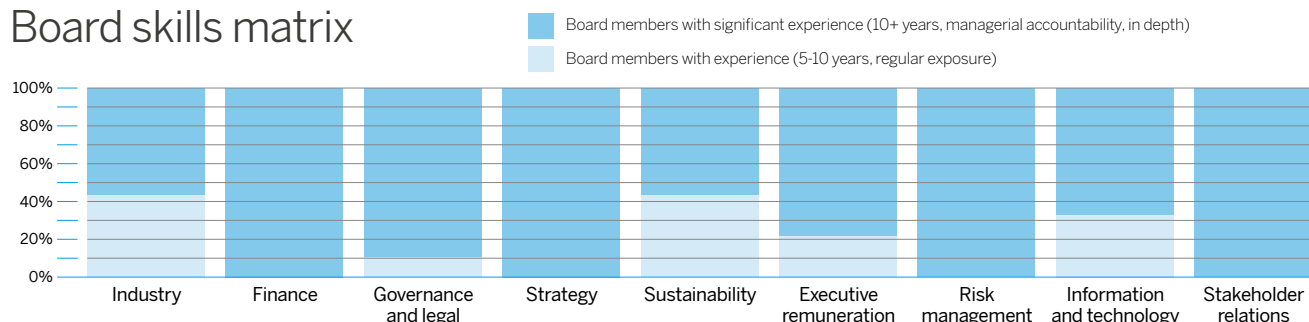 Board skills matrix
Board members with significant experience (10+ years, managerial accountability, in depth)
Board members with experience (5-10 years, regular exposure)
100%
80%
60%
40%
20%
0%
Industry
Finance
Governance
and legal
Strategy
Sustainability
Executive
remuneration
Risk
management
Information
and technology
Stakeholder
relations